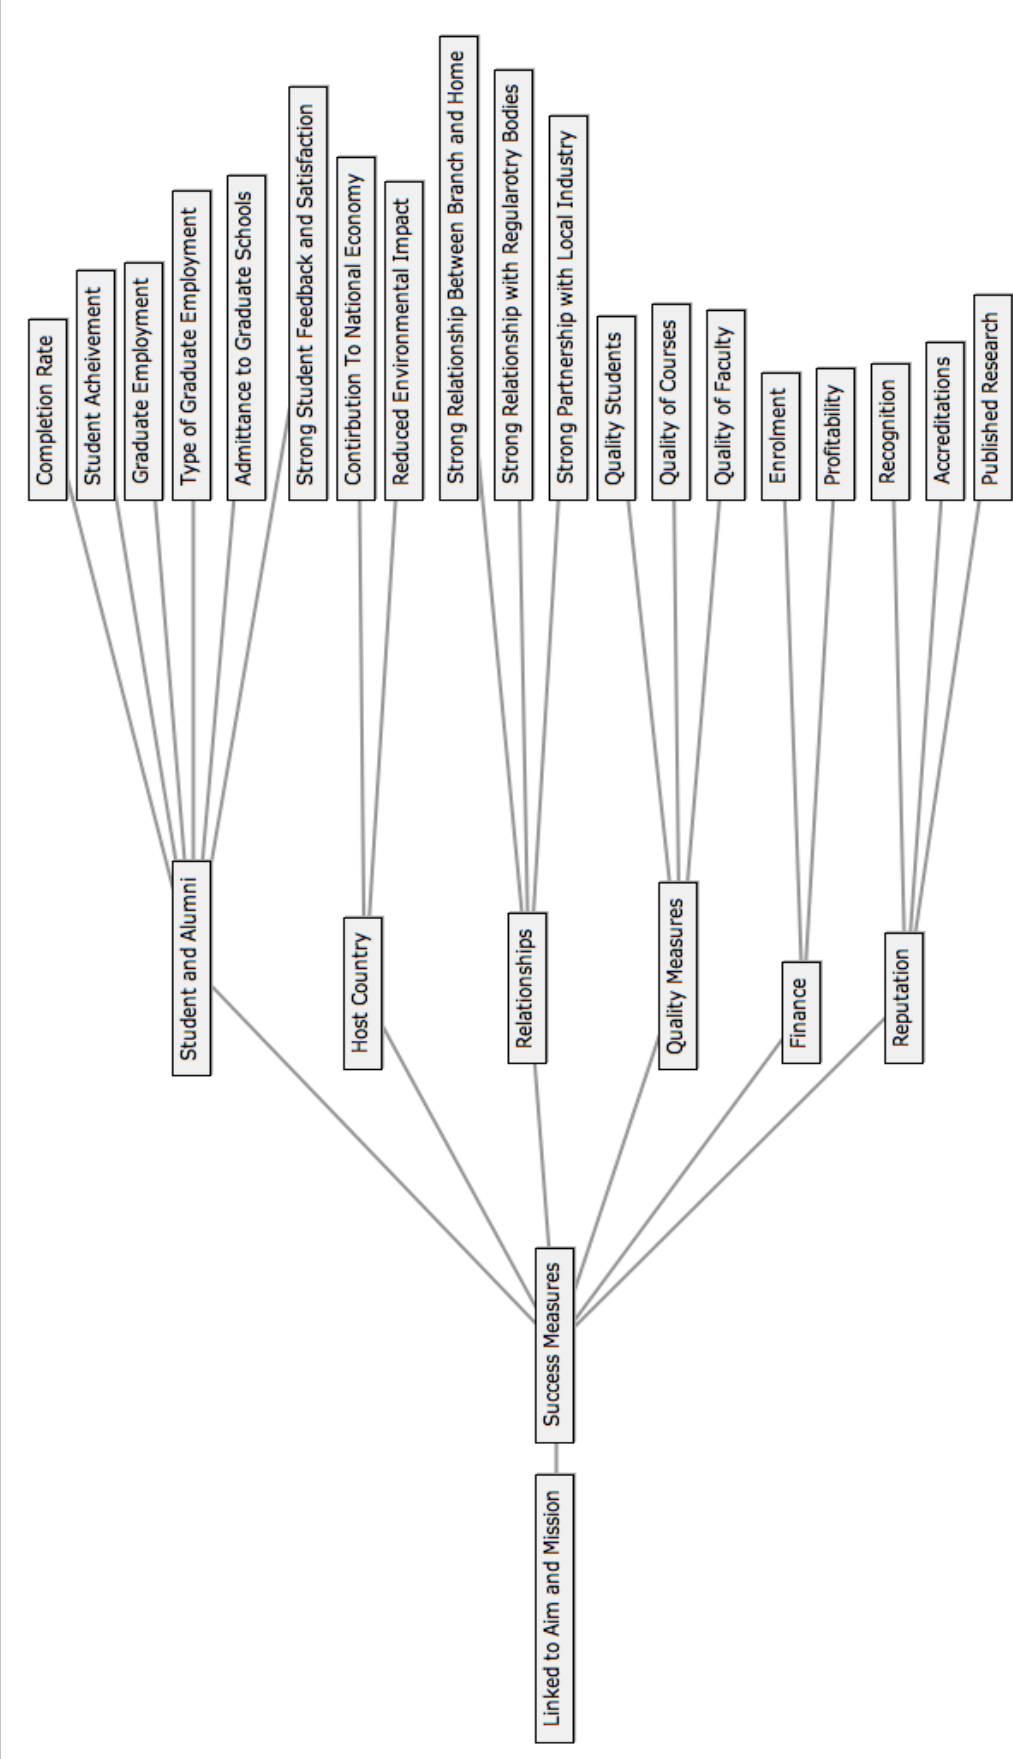 Completion Rate
Student Acheivement
Graduate Employment
Type of Graduate Employment
Admittance to Graduate Schools
Strong Student Feedback and Satisfaction
Contirbution To National Economy
Reduced Environmental Impact
Strong Relationship Between Branch and Home
Strong Relationship with Regularotry Bodies
Strong Partnership with Local Industry
Quality Students
Quality of Courses
Quality of Faculty
Enrolment
Profitability
Recognition
Accreditations
Published Research
Student and Alumni
Host Country
Relationships
Quality Measures
Finance
Reputation
Success Measures
Linked to Aim and Mission